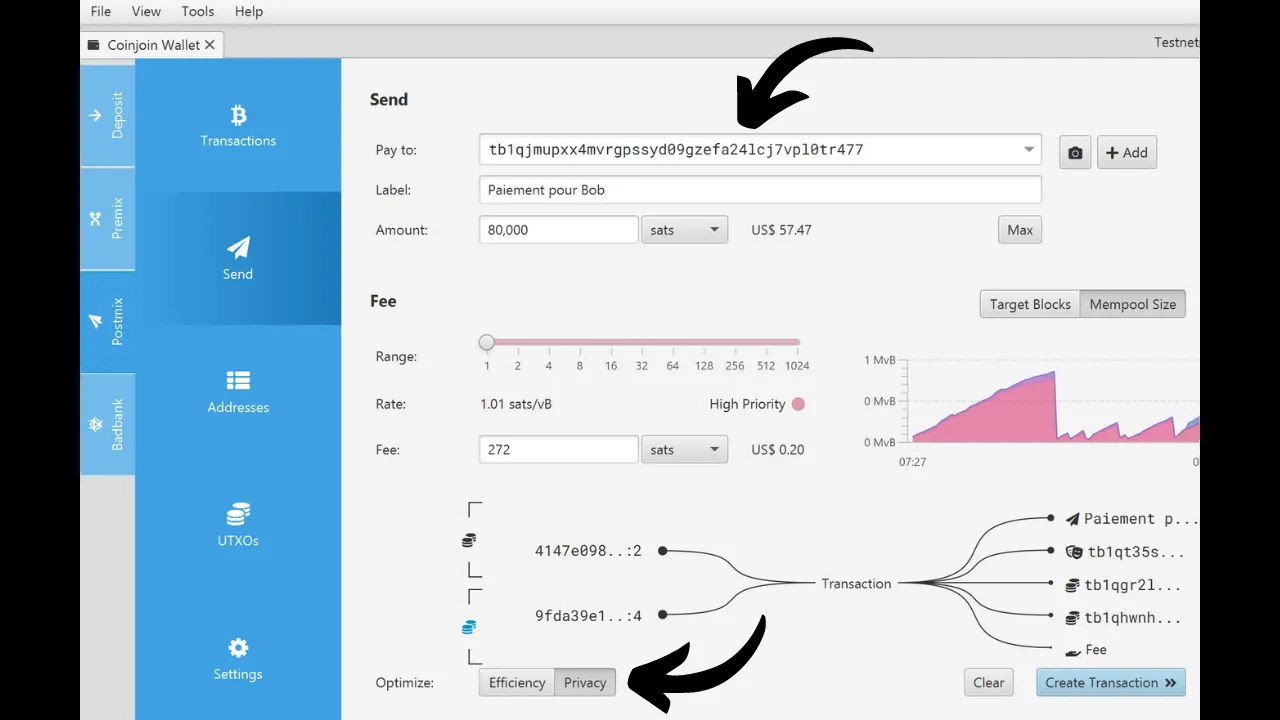 File View Tools Help
Coinjoin Wallet
Testnet
Deposit
Premix
Postmix
Badbank
Transactions
Send
Addresses
UTXOs
Settings
Send
Pay to: tb1qjmupxx4mvrgpssyd09gzefa24lcj7vpl0tr477 Add
Label: Paiement pour Bob
Amount: 80,000 sats US$ 57.47 Max
Fee
Target Blocks Mempool Size
Range: 1 2 4 8 16 32 64 128 256 512 1024
Rate: 1.01 sats/vB High Priority
Fee: 272 sats US$ 0.20
1 MvB
0 MvB
0 MvB
07:27
4147e098..:2
9fda39e1..:4
Transaction
Paiement p...
tb1qt35s...
tb1qgr2l...
tb1qhwnh...
Fee
Optimize: Efficiency Privacy Clear Create Transaction